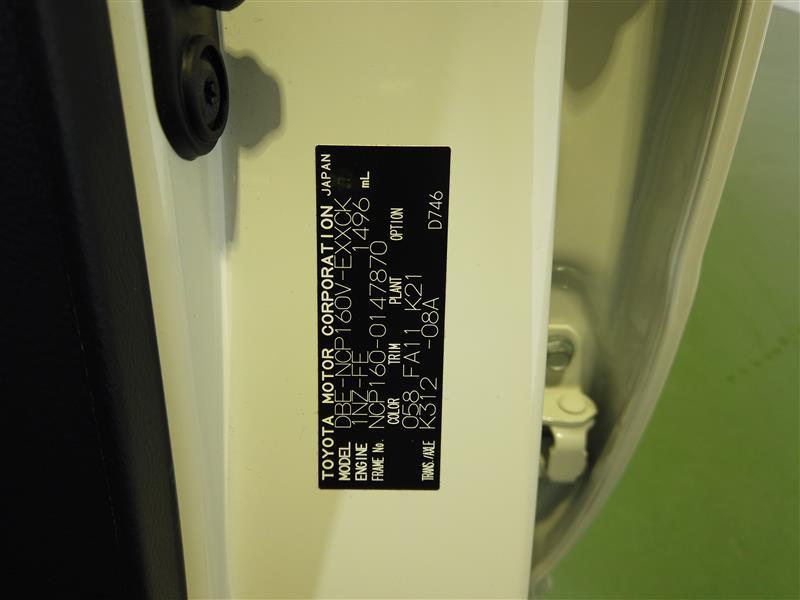 TOYOTA MOTOR CORPORATION JAPAN
MODEL DBE-NCP160V-EXXCK
ENGINE 1NZ-FE 1496 mL
FRAME No. NCP160-0147870
COLOR TRIM PLANT OPTION
058 FA11 K21
TRANS./AXLE K312 -08A D746